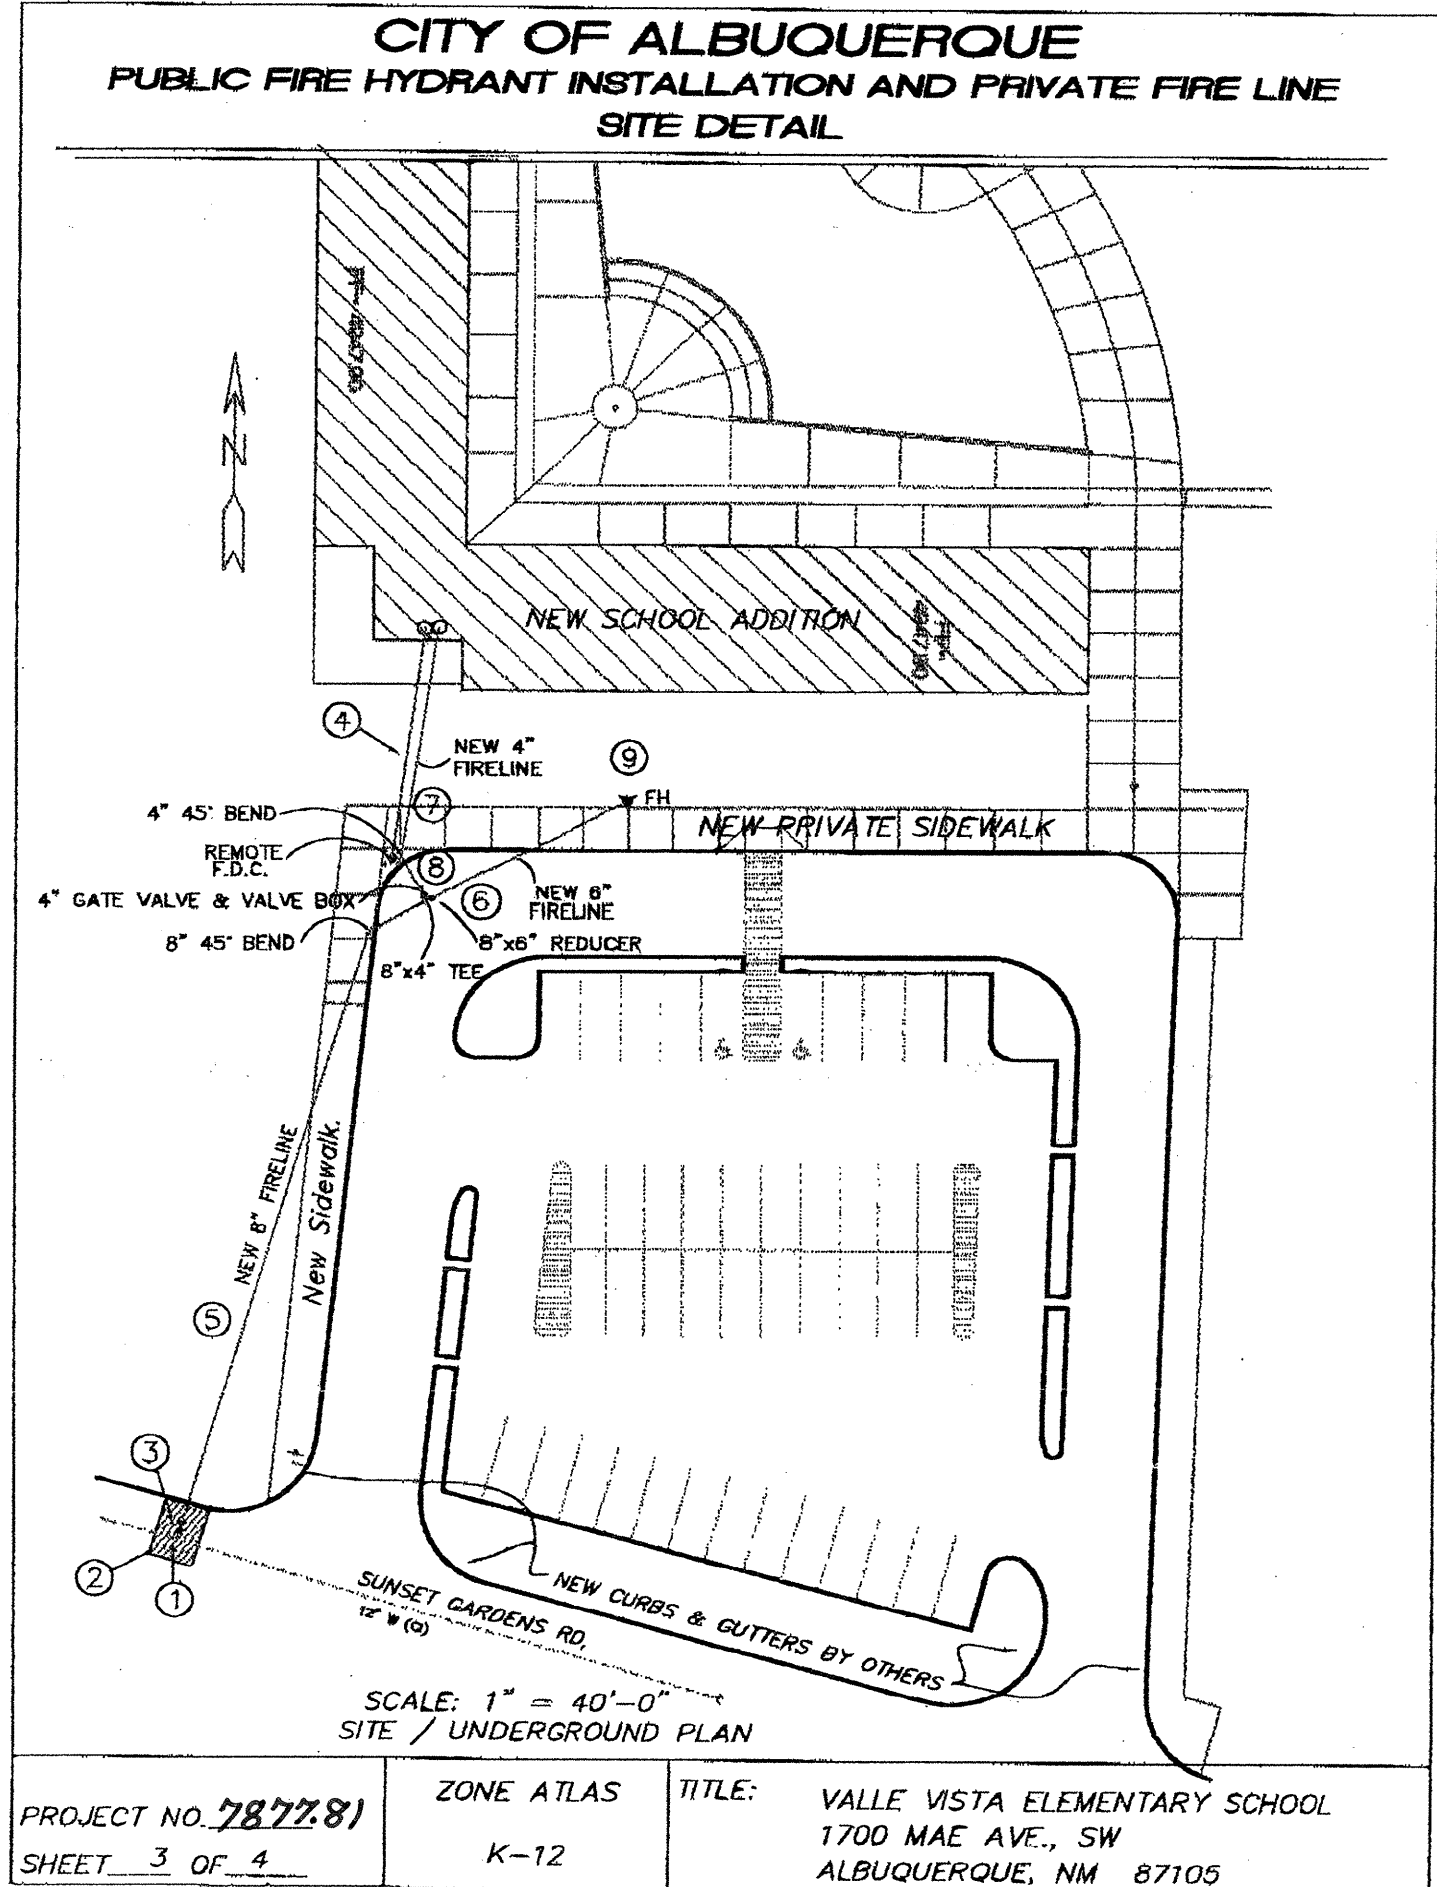 CITY OF ALBUQUERQUE
PUBLIC FIRE HYDRANT INSTALLATION AND PRIVATE FIRE LINE
SITE DETAIL
N
NEW SCHOOL ADDITION
4
NEW 4"
FIRELINE
9
FH
7
4" 45° BEND
NEW PRIVATE SIDEWALK
REMOTE
F.D.C.
8
4" GATE VALVE & VALVE BOX
6
NEW 6"
FIRELINE
8" 45° BEND
8"x6" REDUCER
8"x4" TEE
NEW 8" FIRELINE
New Sidewalk.
5
3
2
1
SUNSET GARDENS RD.
12" W (a)
NEW CURBS & GUTTERS BY OTHERS
SCALE: 1" = 40'-0"
SITE / UNDERGROUND PLAN
PROJECT NO. 7877.81
SHEET 3 OF 4
ZONE ATLAS
K-12
TITLE:
VALLE VISTA ELEMENTARY SCHOOL
1700 MAE AVE., SW
ALBUQUERQUE, NM 87105